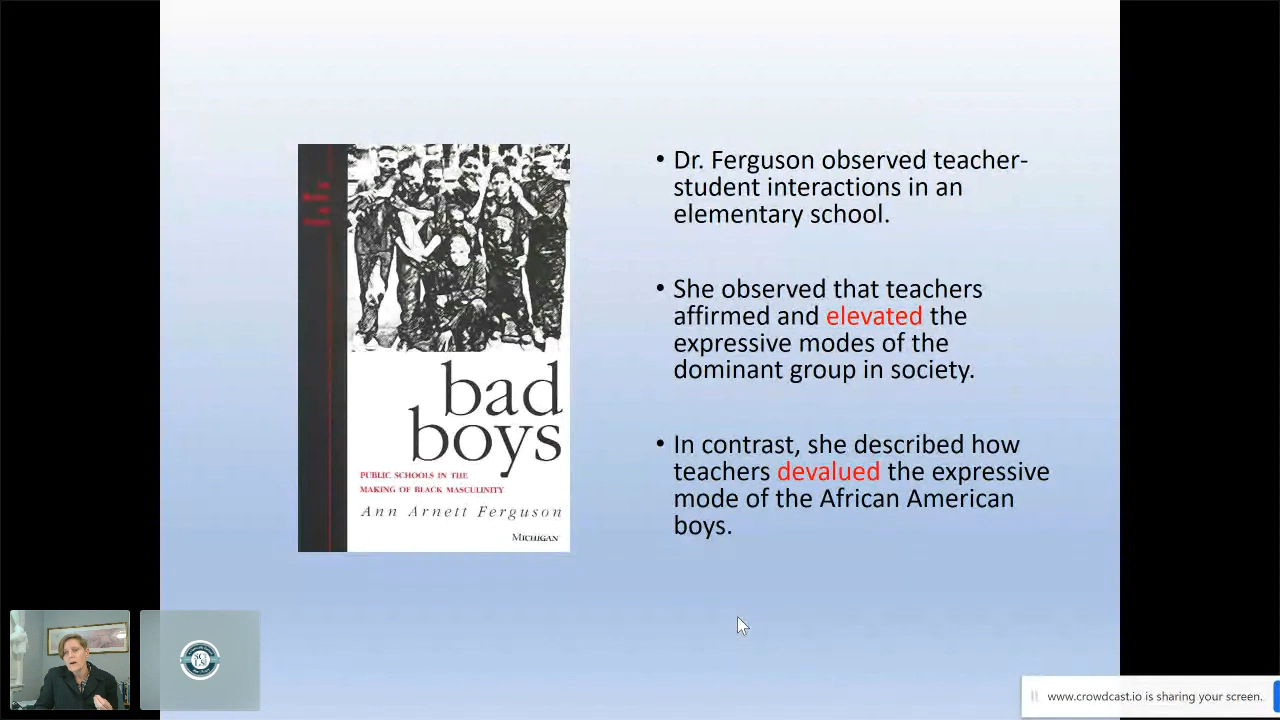 bad
boys
PUBLIC SCHOOLS IN THE
MAKING OF BLACK MASCULINITY
Ann Arnett Ferguson
MICHIGAN
• Dr. Ferguson observed teacher-
student interactions in an
elementary school.
• She observed that teachers
affirmed and elevated the
expressive modes of the
dominant group in society.
• In contrast, she described how
teachers devalued the expressive
mode of the African American
boys.
www.crowdcast.io is sharing your screen.